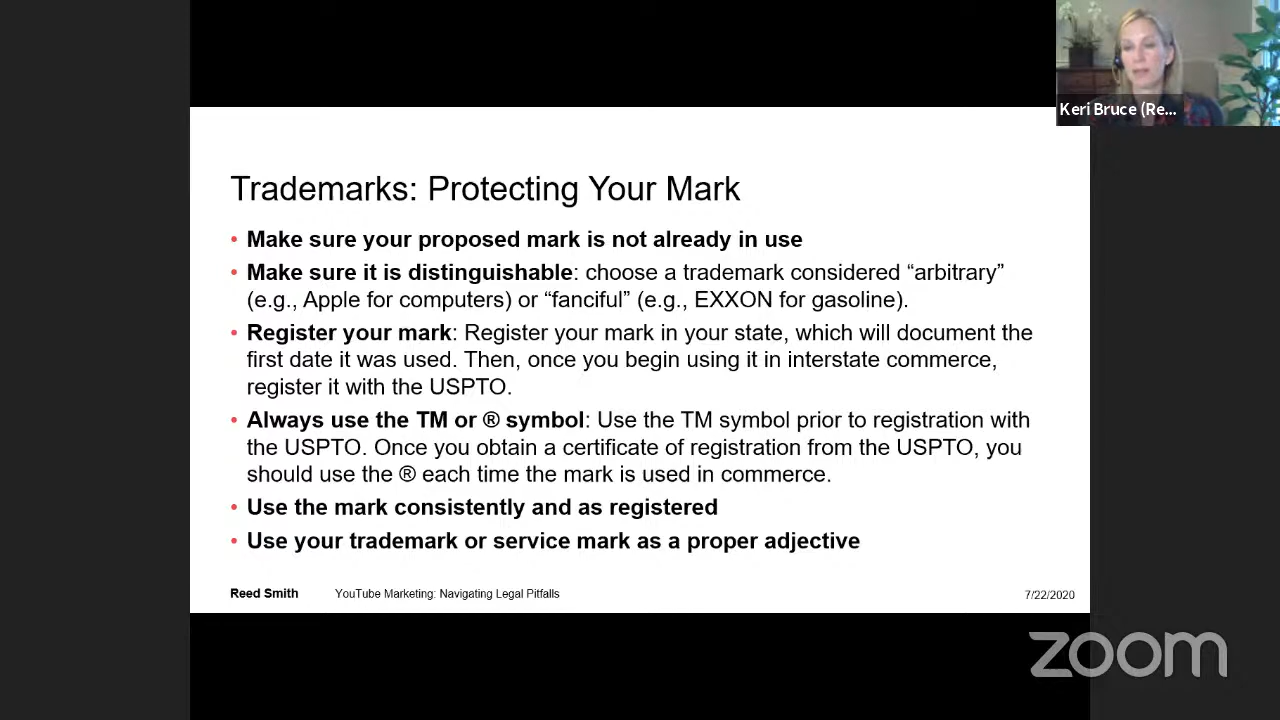 Keri Bruce (Re...
Trademarks: Protecting Your Mark
• Make sure your proposed mark is not already in use
• Make sure it is distinguishable: choose a trademark considered “arbitrary”
(e.g., Apple for computers) or “fanciful” (e.g., EXXON for gasoline).
• Register your mark: Register your mark in your state, which will document the
first date it was used. Then, once you begin using it in interstate commerce,
register it with the USPTO.
• Always use the TM or ® symbol: Use the TM symbol prior to registration with
the USPTO. Once you obtain a certificate of registration from the USPTO, you
should use the ® each time the mark is used in commerce.
• Use the mark consistently and as registered
• Use your trademark or service mark as a proper adjective
Reed Smith YouTube Marketing: Navigating Legal Pitfalls 7/22/2020
zoom